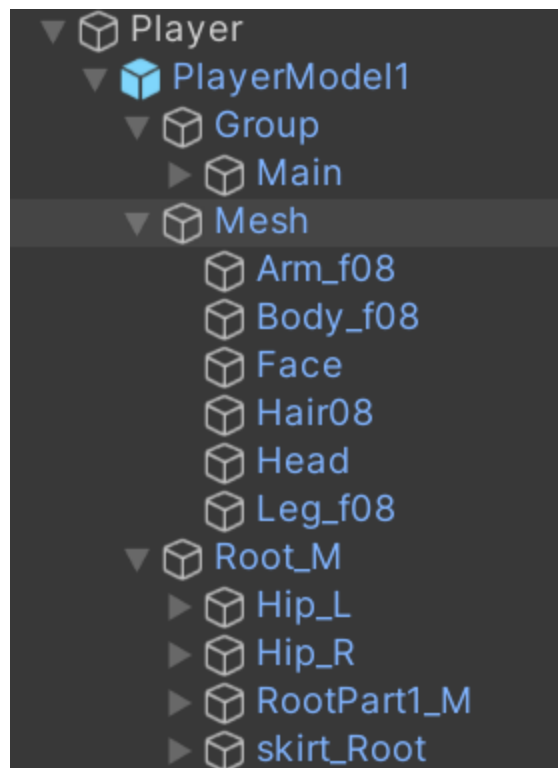 Player
PlayerModel1
Group
Main
Mesh
Arm_f08
Body_f08
Face
Hair08
Head
Leg_f08
Root_M
Hip_L
Hip_R
RootPart1_M
skirt_Root